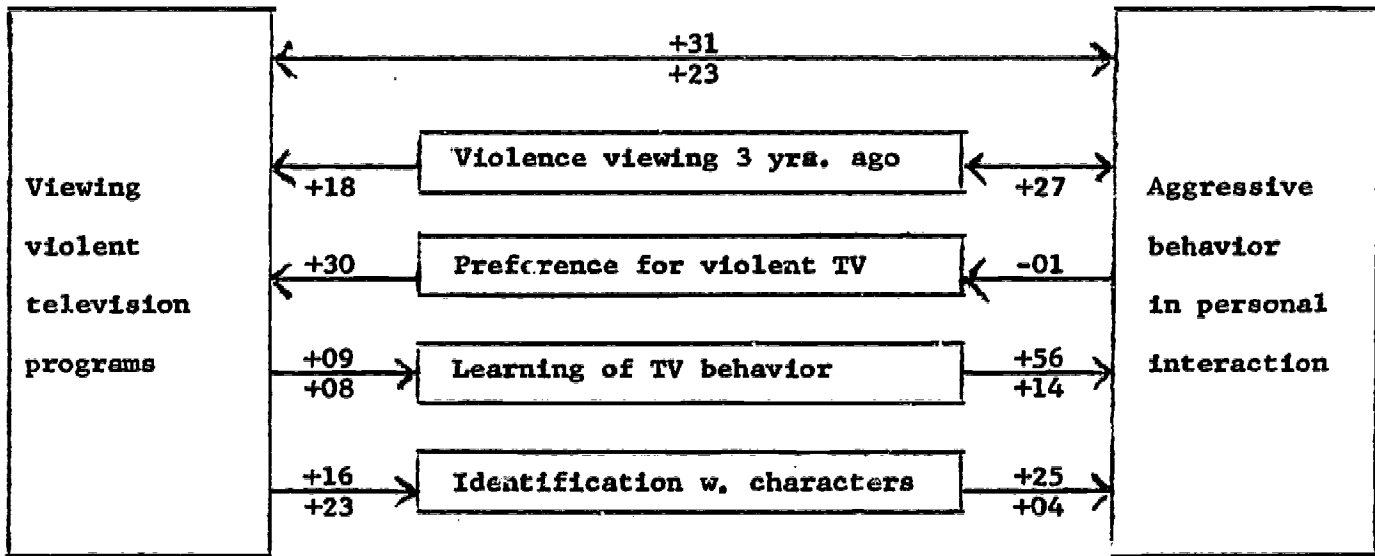 +31
+23
Violence viewing 3 yrs. ago
+18
+27
Viewing
violent
television
programs
Aggressive
behavior
in personal
interaction
+30
Preference for violent TV
-01
+09
+08
Learning of TV behavior
+56
+14
+16
+23
Identification w. characters
+25
+04